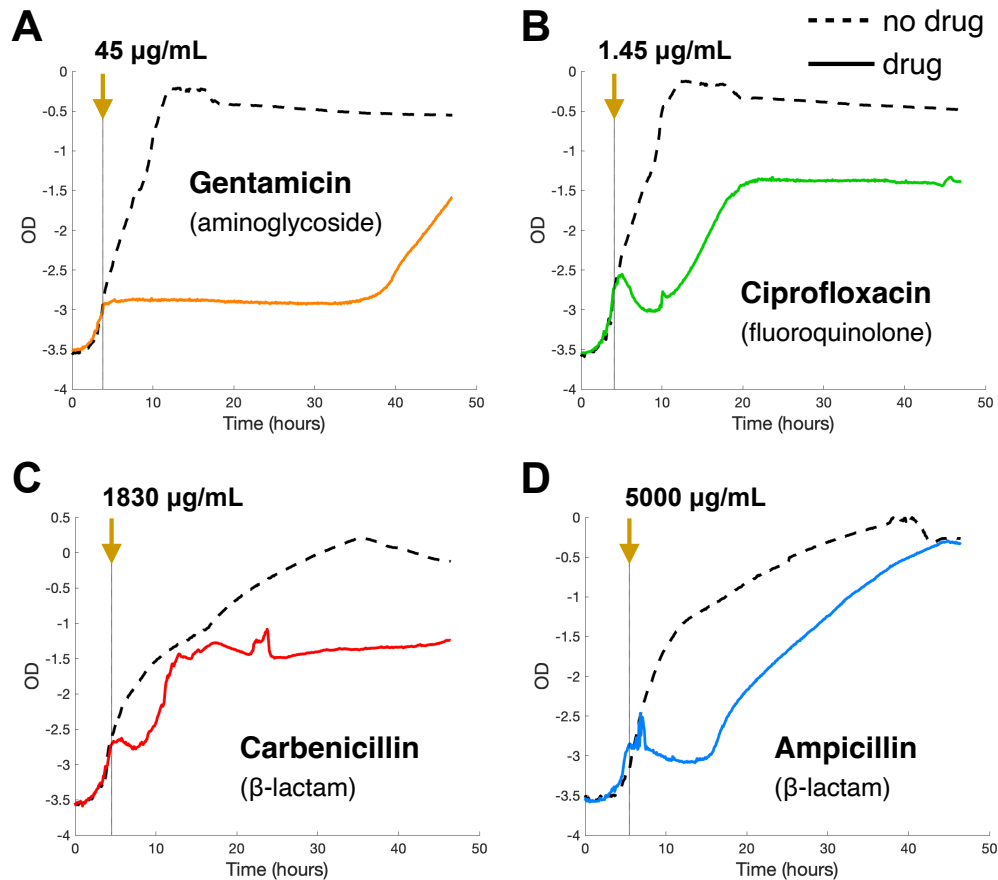 A
45 μg/mL
0
-0.5
-1
-1.5
-2
-2.5
-3
-3.5
-4
OD
Gentamicin
(aminoglycoside)
0 10 20 30 40 50
Time (hours)
B
1.45 μg/mL
no drug
drug
0
-0.5
-1
-1.5
-2
-2.5
-3
-3.5
-4
OD
Ciprofloxacin
(fluoroquinolone)
0 10 20 30 40 50
Time (hours)
C
1830 μg/mL
0.5
0
-0.5
-1
-1.5
-2
-2.5
-3
-3.5
-4
OD
Carbenicillin
(β-lactam)
0 10 20 30 40 50
Time (hours)
D
5000 μg/mL
0
-0.5
-1
-1.5
-2
-2.5
-3
-3.5
-4
OD
Ampicillin
(β-lactam)
0 10 20 30 40 50
Time (hours)